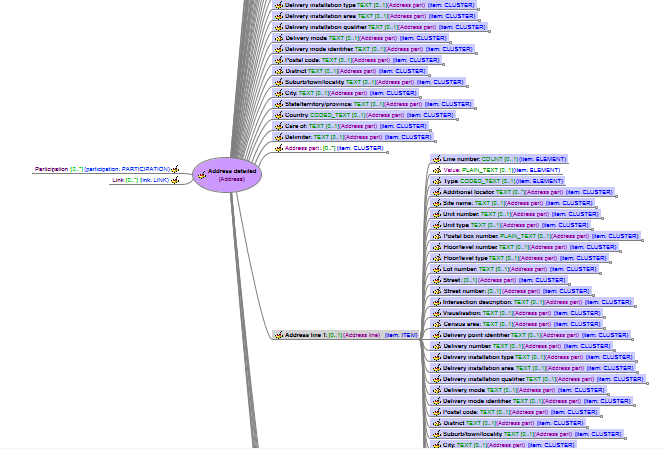 Delivery installation type TEXT [0..1](Address part) {item: CLUSTER}
Delivery installation area: TEXT [0..1](Address part) {item: CLUSTER}
Delivery installation qualifier TEXT [0..1](Address part) {item: CLUSTER}
Delivery mode TEXT [0..1](Address part) {item: CLUSTER}
Delivery mode identifier: TEXT [0..1](Address part) {item: CLUSTER}
Postal code: TEXT [0..1](Address part) {item: CLUSTER}
District TEXT [0..1](Address part) {item: CLUSTER}
Suburb/town/locality: TEXT [0..1](Address part) {item: CLUSTER}
City: TEXT [0..1](Address part) {item: CLUSTER}
State/territory/province: TEXT [0..1](Address part) {item: CLUSTER}
Country: CODED_TEXT [0..1](Address part) {item: CLUSTER}
Care of: TEXT [0..1](Address part) {item: CLUSTER}
Delimiter: TEXT [0..1](Address part) {item: CLUSTER}
Address part : [0..*] {item: CLUSTER}
Participation [0..*] {participation: PARTICIPATION}
Link [0..*] {link: LINK}
Address detailed
(Address)
Address line 1: [0..1](Address line) {item: ITEM}
Line number: COUNT [0..1] {item: ELEMENT}
Value: PLAIN_TEXT [0..1] {item: ELEMENT}
Type: CODED_TEXT [0..1] {item: ELEMENT}
Additional locator: TEXT [0..*](Address part) {item: CLUSTER}
Site name: TEXT [0..1](Address part) {item: CLUSTER}
Unit number: TEXT [0..1](Address part) {item: CLUSTER}
Unit type TEXT [0..1](Address part) {item: CLUSTER}
Postal box number: PLAIN_TEXT [0..1](Address part) {item: CLUSTER}
Floor/level number: TEXT [0..1](Address part) {item: CLUSTER}
Floor/level type TEXT [0..1](Address part) {item: CLUSTER}
Lot number: TEXT [0..1](Address part) {item: CLUSTER}
Street: [0..1](Address part) {item: CLUSTER}
Street number: [0..1](Address part) {item: CLUSTER}
Intersection description: TEXT [0..1](Address part) {item: CLUSTER}
Visualisation: TEXT [0..1](Address part) {item: CLUSTER}
Census area: TEXT [0..1](Address part) {item: CLUSTER}
Delivery point identifier TEXT [0..1](Address part) {item: CLUSTER}
Delivery number: TEXT [0..1](Address part) {item: CLUSTER}
Delivery installation type TEXT [0..1](Address part) {item: CLUSTER}
Delivery installation area: TEXT [0..1](Address part) {item: CLUSTER}
Delivery installation qualifier TEXT [0..1](Address part) {item: CLUSTER}
Delivery mode TEXT [0..1](Address part) {item: CLUSTER}
Delivery mode identifier: TEXT [0..1](Address part) {item: CLUSTER}
Postal code: TEXT [0..1](Address part) {item: CLUSTER}
District TEXT [0..1](Address part) {item: CLUSTER}
Suburb/town/locality TEXT [0..1](Address part) {item: CLUSTER}
City: TEXT [0..1](Address part) {item: CLUSTER}